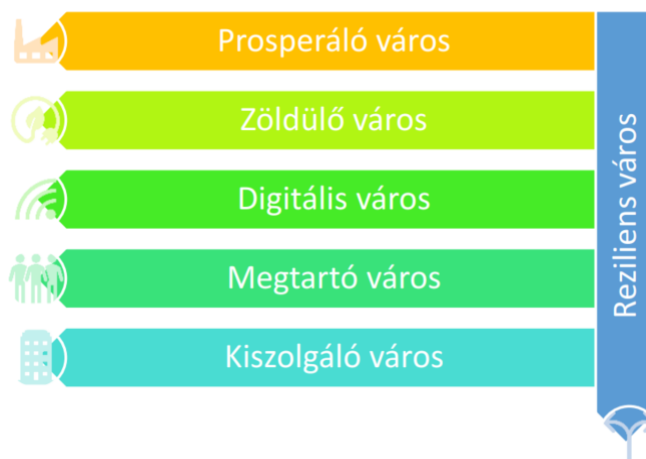 Prosperáló város
Zöldülő város
Digitális város
Megtartó város
Kiszolgáló város
Reziliens város